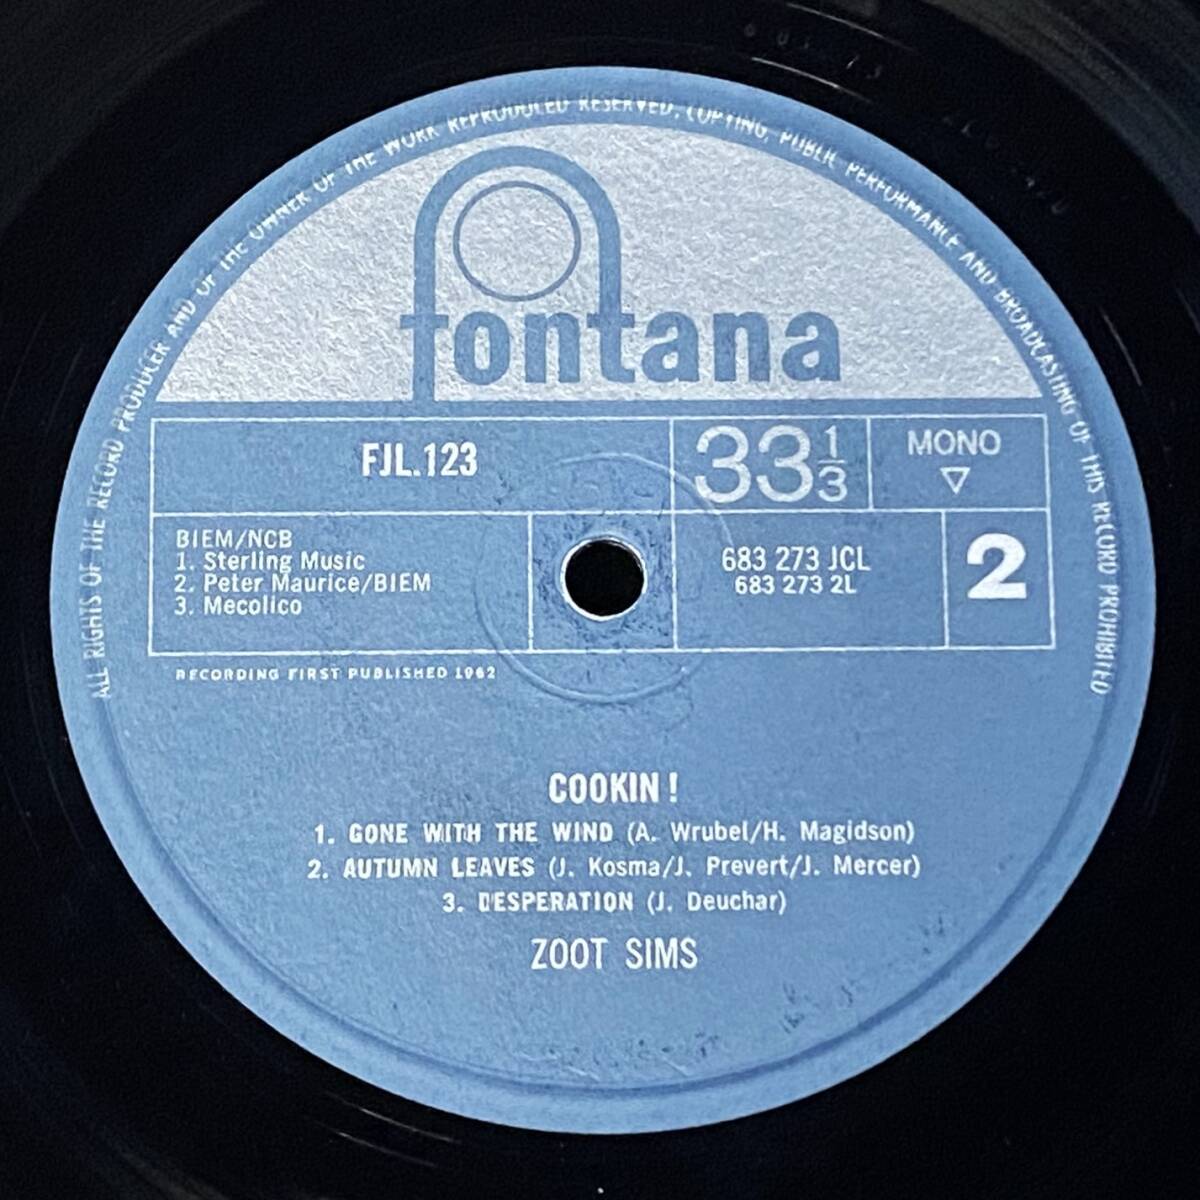 ALL RIGHTS OF THE RECORD PRODUCER AND OF THE OWNER OF THE WORK REPRODUCED RESERVED. COPYING, PUBLIC PERFORMANCE AND BROADCASTING OF THIS RECORD PROHIBITED
fontana
FJL.123
33 1/3
MONO
▽
BIEM/NCB
1. Sterling Music
2. Peter Maurice/BIEM
3. Mecolico
683 273 JCL
683 273 2L
2
RECORDING FIRST PUBLISHED 1962
COOKIN!
1. GONE WITH THE WIND (A. Wrubel/H. Magidson)
2. AUTUMN LEAVES (J. Kosma/J. Prevert/J. Mercer)
3. DESPERATION (J. Deuchar)
ZOOT SIMS